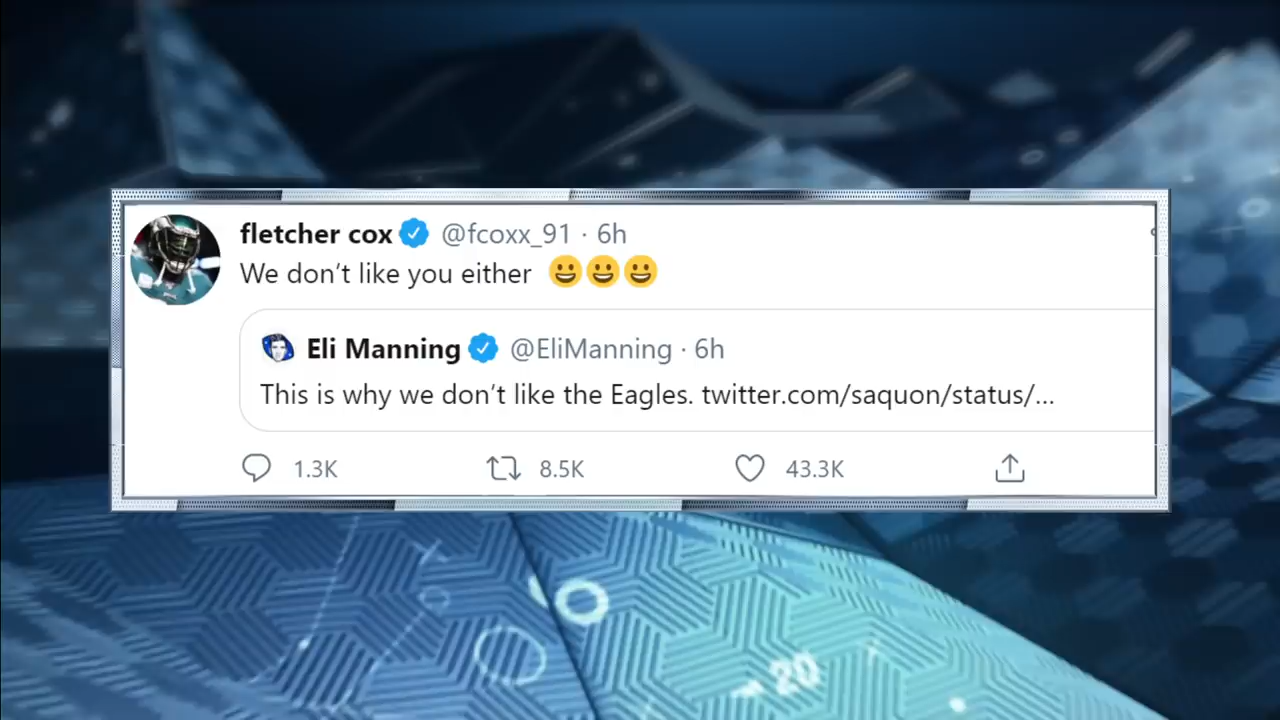 fletcher cox @fcoxx_91 · 6h
We don't like you either 😀😀😀
Eli Manning @EliManning · 6h
This is why we don't like the Eagles. twitter.com/saquon/status/...
1.3K 8.5K 43.3K
20